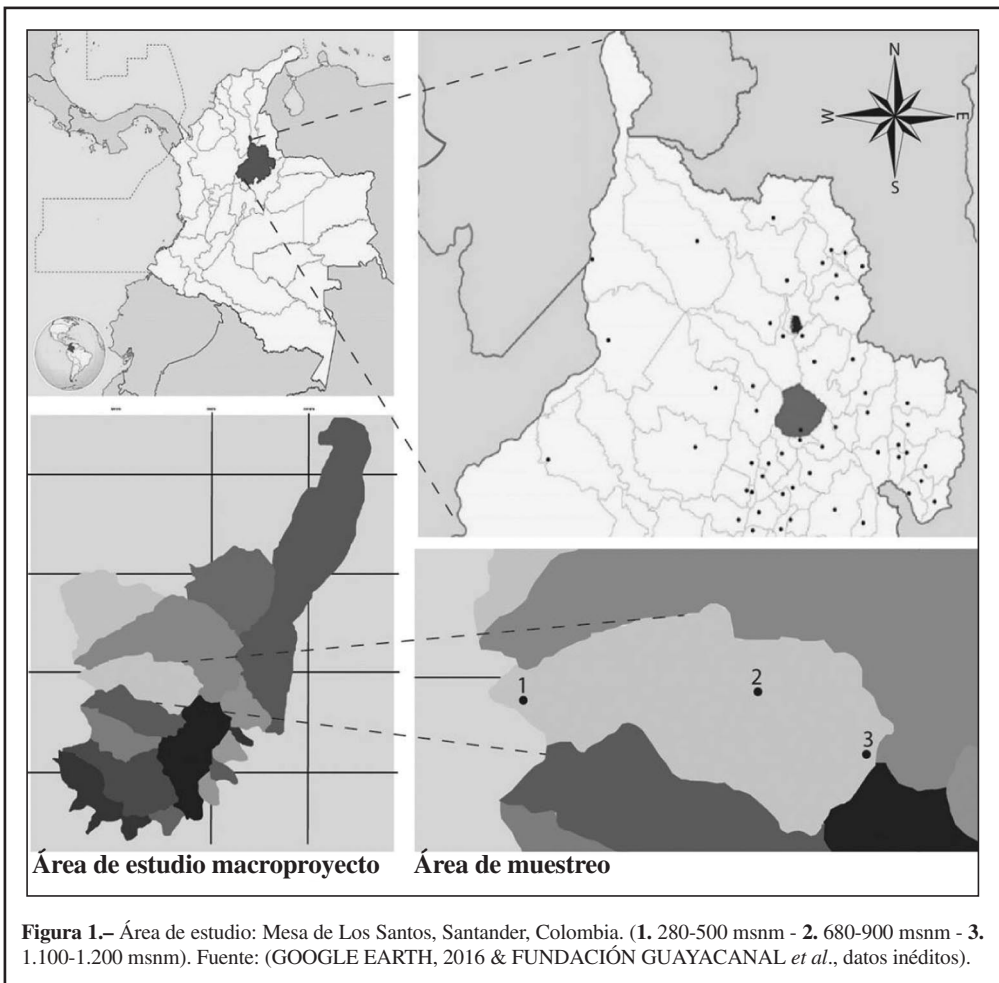 N
W
E
S
1
2
3
Área de estudio macroproyecto
Área de muestreo
Figura 1.– Área de estudio: Mesa de Los Santos, Santander, Colombia. (1. 280-500 msnm - 2. 680-900 msnm - 3.
1.100-1.200 msnm). Fuente: (GOOGLE EARTH, 2016 & FUNDACIÓN GUAYACANAL et al., datos inéditos).